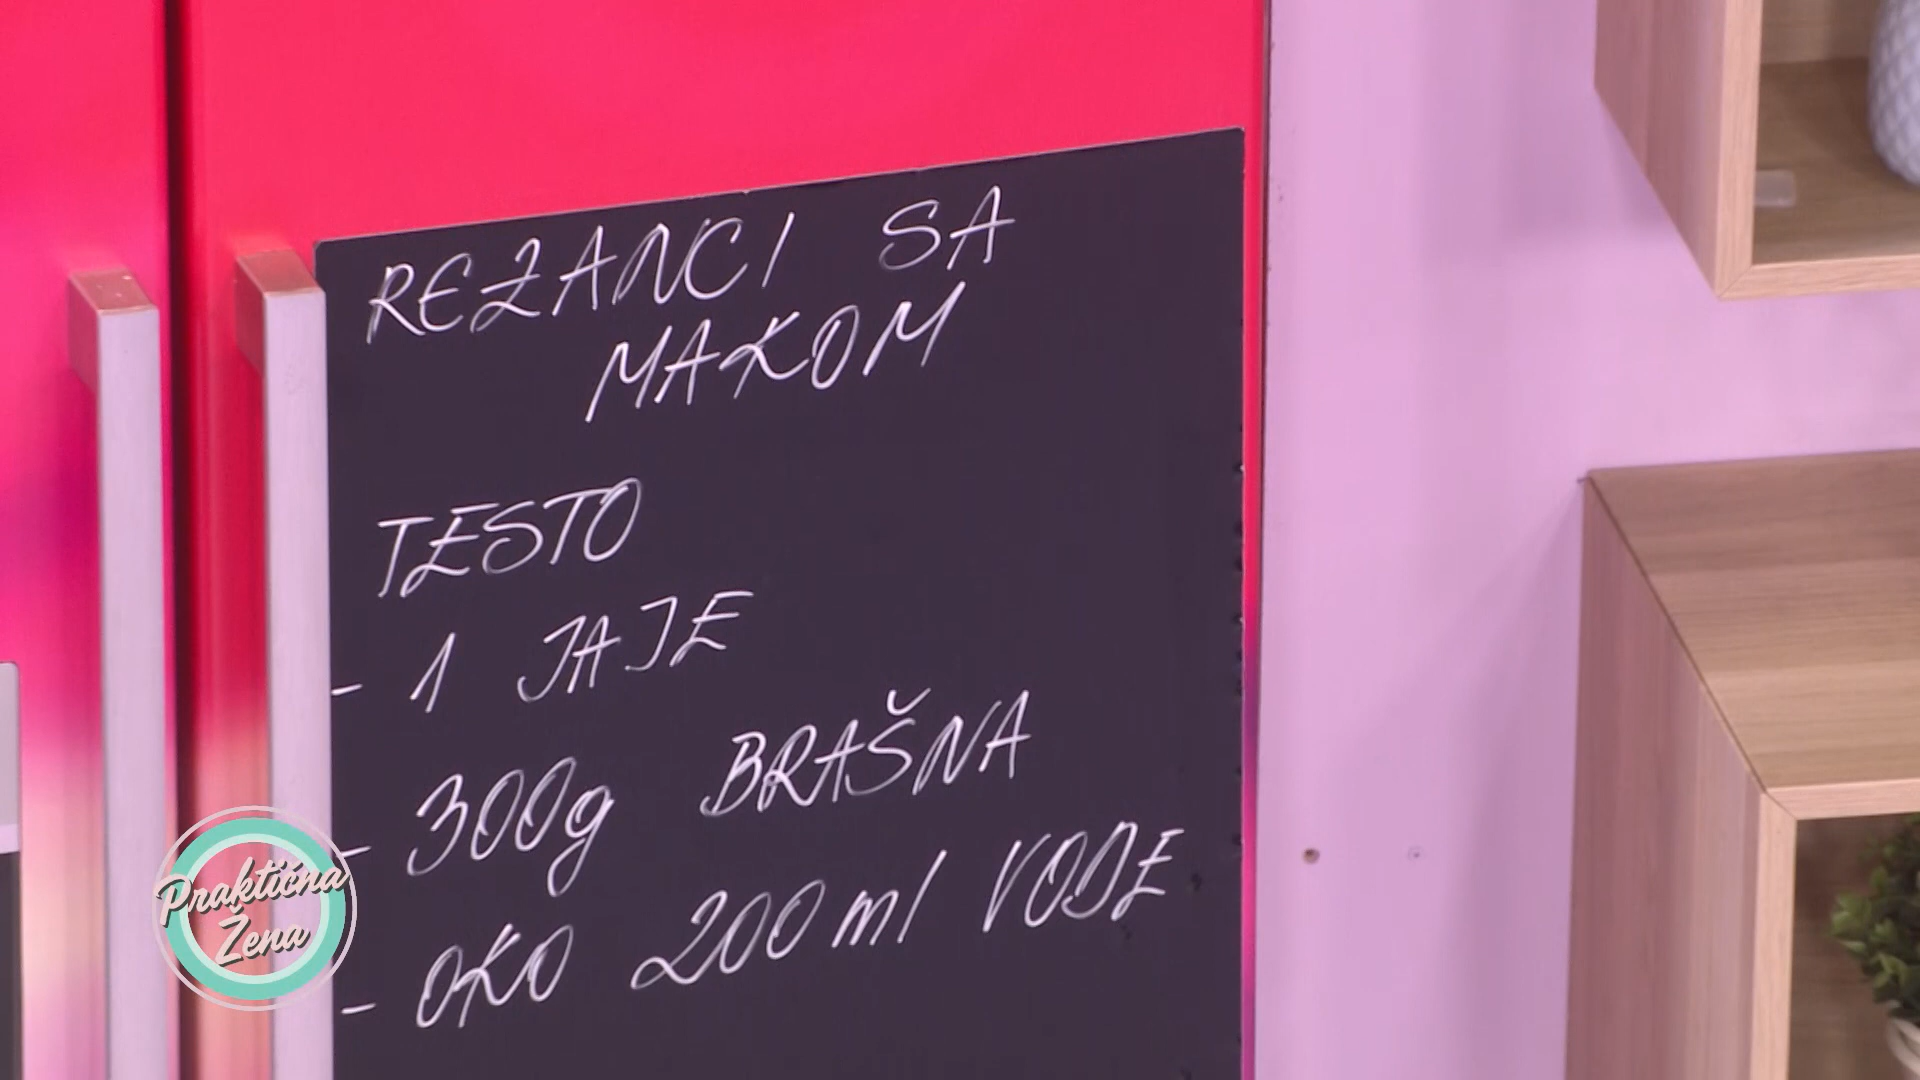 REZANCI SA
MAKOM
TESTO
- 1 JAJE
- 300g BRAŠNA
- OKO 200ml VODE
Praktična
Žena